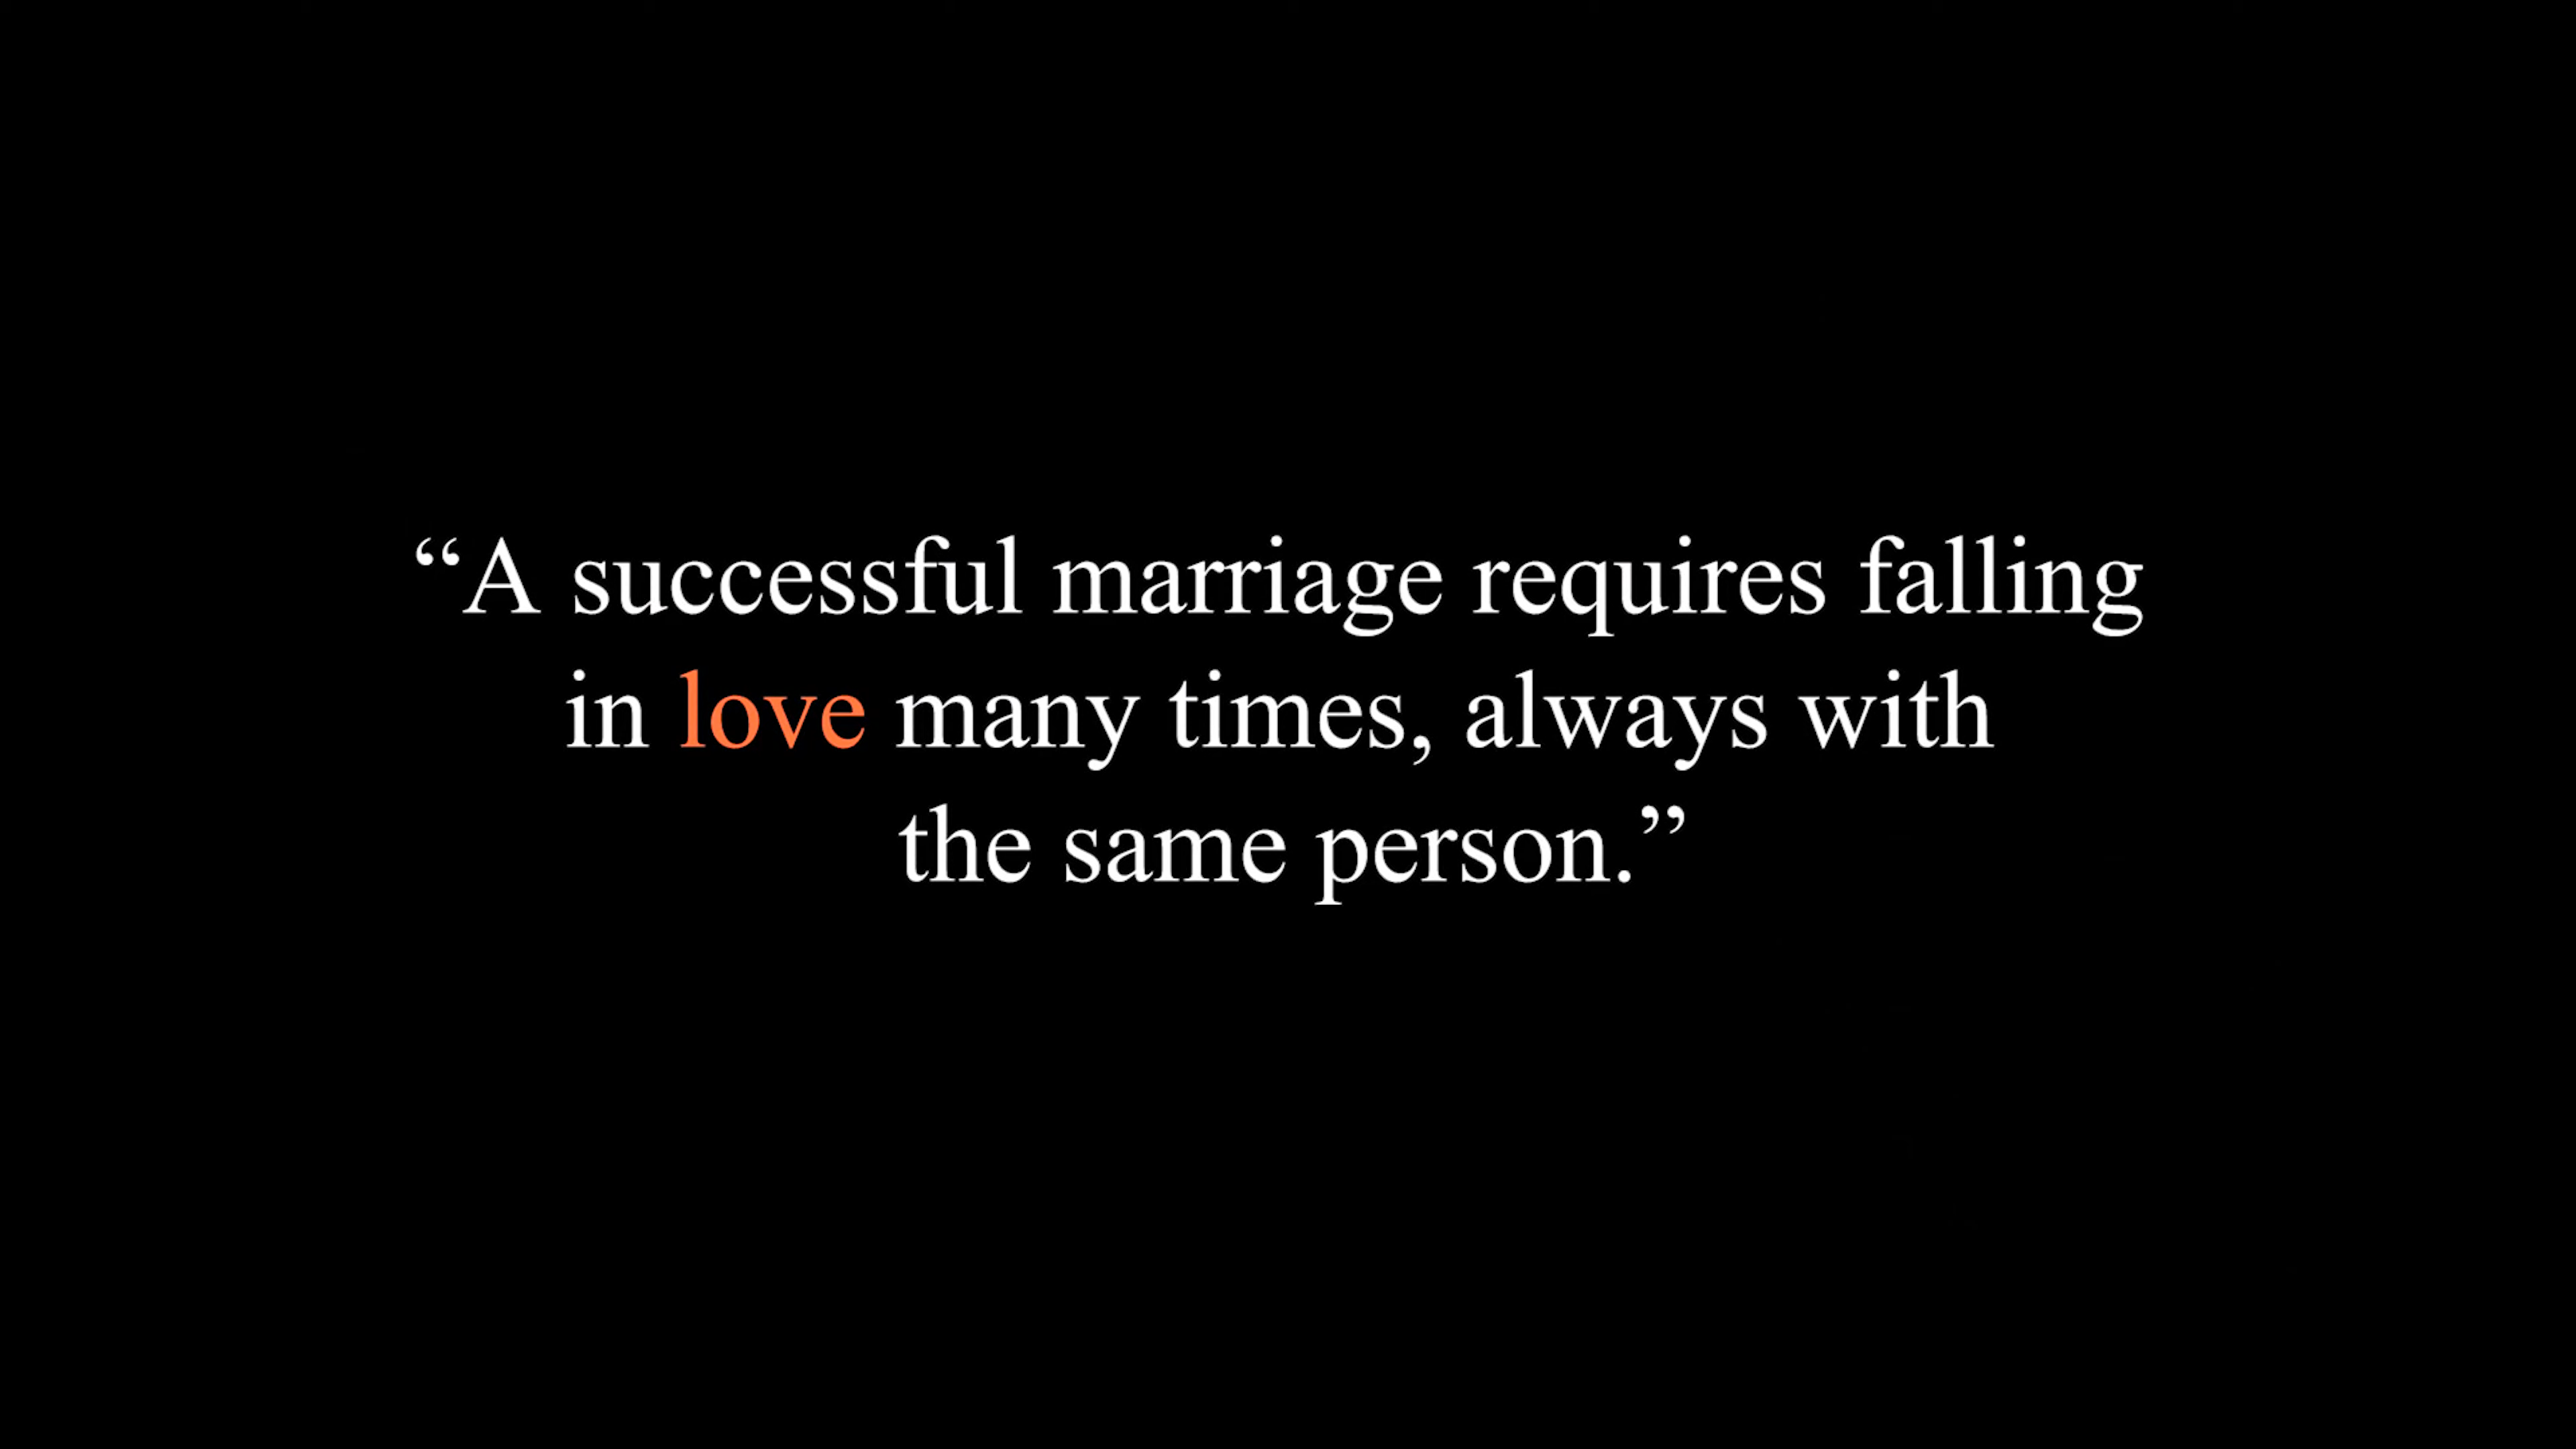 “A successful marriage requires falling
in love many times, always with
the same person.”